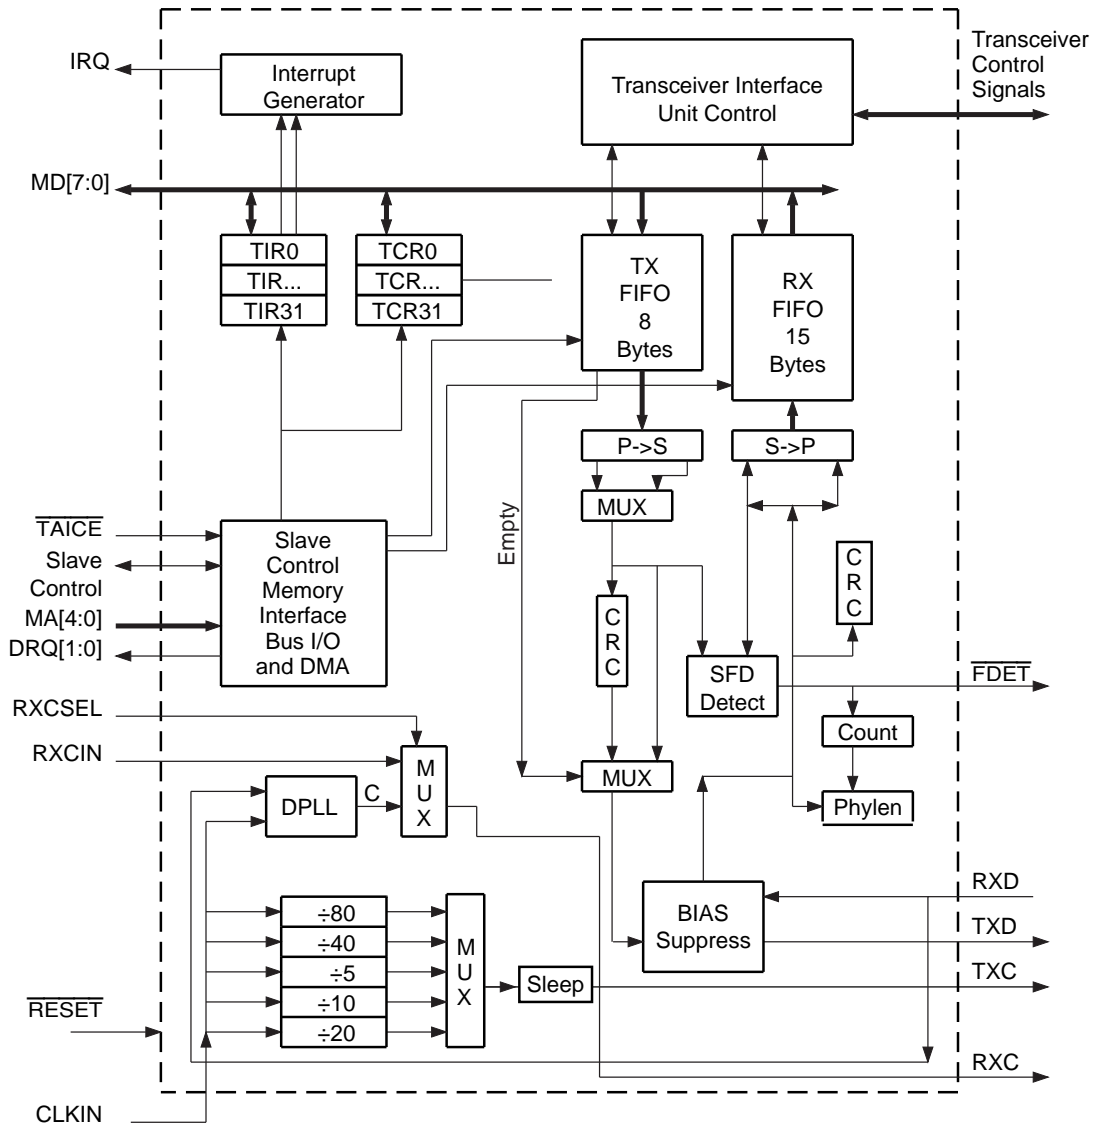 IRQ
Interrupt
Generator
Transceiver Interface
Unit Control
Transceiver
Control
Signals
MD[7:0]
TIR0
TIR...
TIR31
TCR0
TCR...
TCR31
TX
FIFO
8
Bytes
RX
FIFO
15
Bytes
P->S
S->P
MUX
Empty
TAICE
Slave
Control
MA[4:0]
DRQ[1:0]
Slave
Control
Memory
Interface
Bus I/O
and DMA
C
R
C
C
R
C
SFD
Detect
FDET
Count
Phylen
MUX
RXCSEL
RXCIN
DPLL
C
M
U
X
BIAS
Suppress
RXD
TXD
TXC
RXC
÷80
÷40
÷5
÷10
÷20
M
U
X
Sleep
RESET
CLKIN